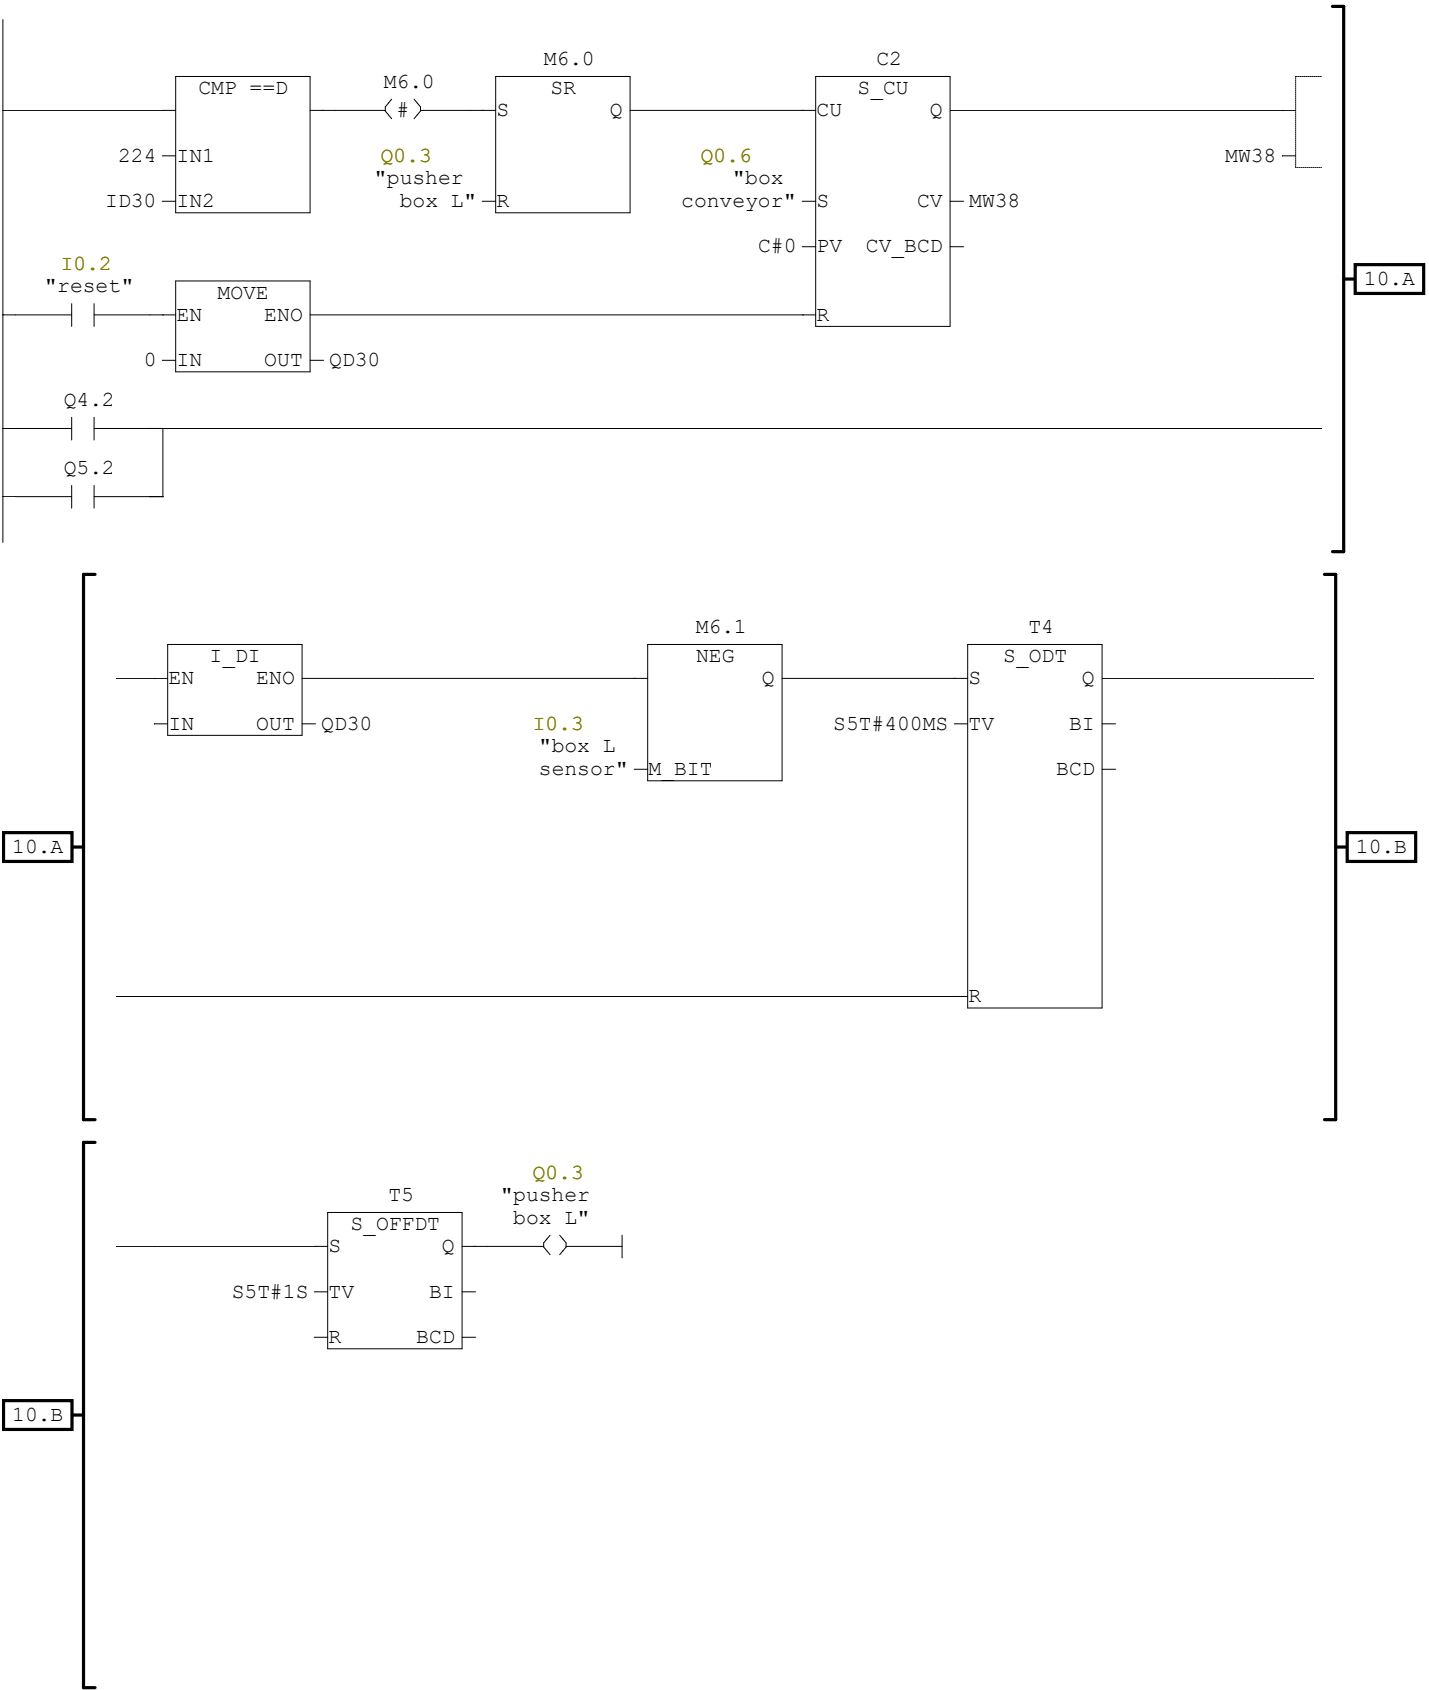 M6.0
C2
CMP ==D
M6.0
SR
S_CU
( # )
S
Q
CU
Q
224
IN1
Q0.3
Q0.6
MW38
"pusher
"box
ID30
IN2
box L"
R
conveyor"
S
CV
MW38
C#0
PV
CV_BCD
10.A
I0.2
"reset"
MOVE
EN
ENO
R
0
IN
OUT
QD30
Q4.2
Q5.2
M6.1
T4
I_DI
NEG
S_ODT
EN
ENO
Q
S
Q
IN
OUT
QD30
I0.3
S5T#400MS
TV
BI
"box L
sensor"
M_BIT
BCD
10.A
10.B
R
Q0.3
T5
"pusher
S_OFFDT
box L"
S
Q
S5T#1S
TV
BI
R
BCD
10.B